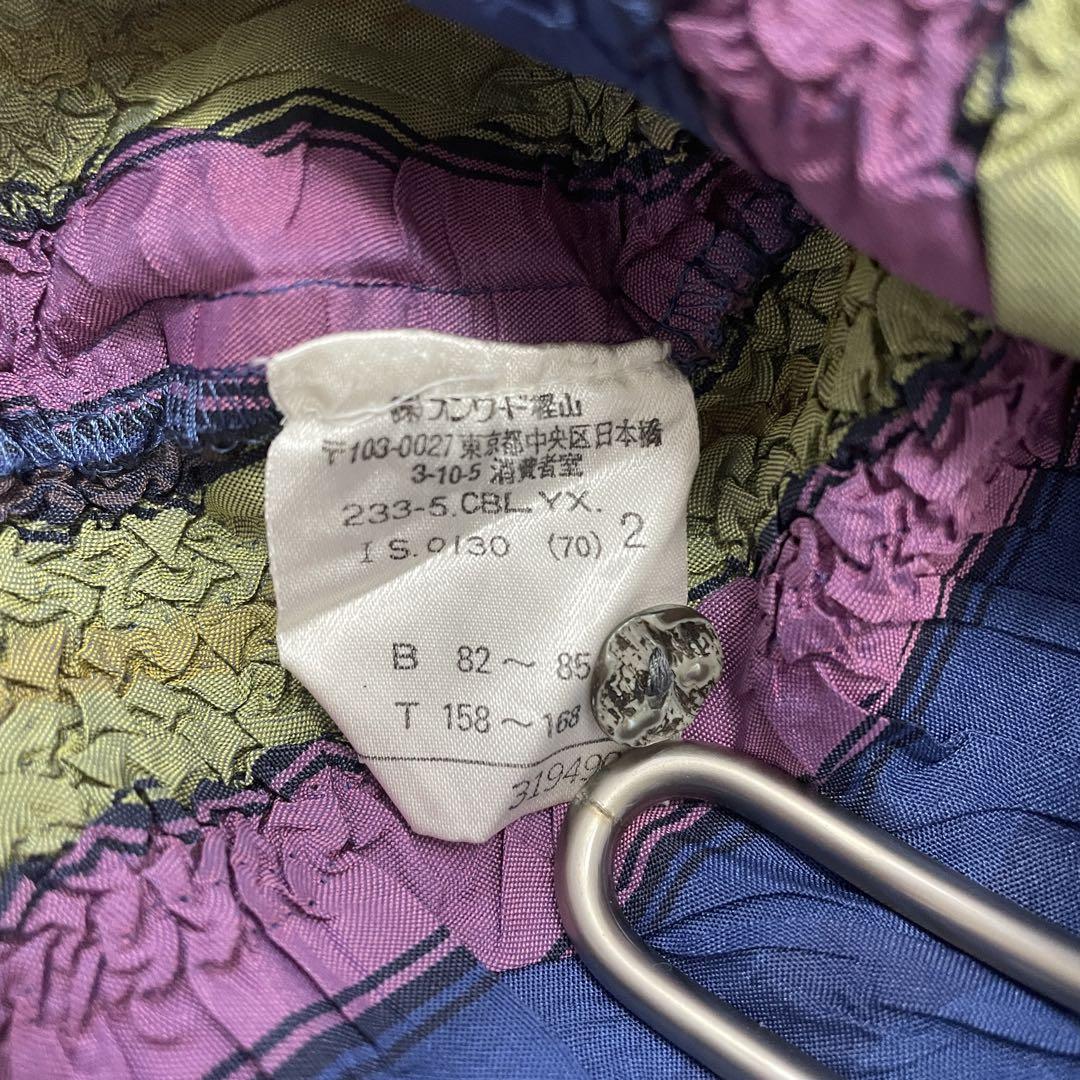 ㈱オンワード樫山
〒103-0027 東京都中央区日本橋
3-10-5 消費者室
233-5.CBL.YX.
IS.0130 (70) 2
B 82～85
T 158～168